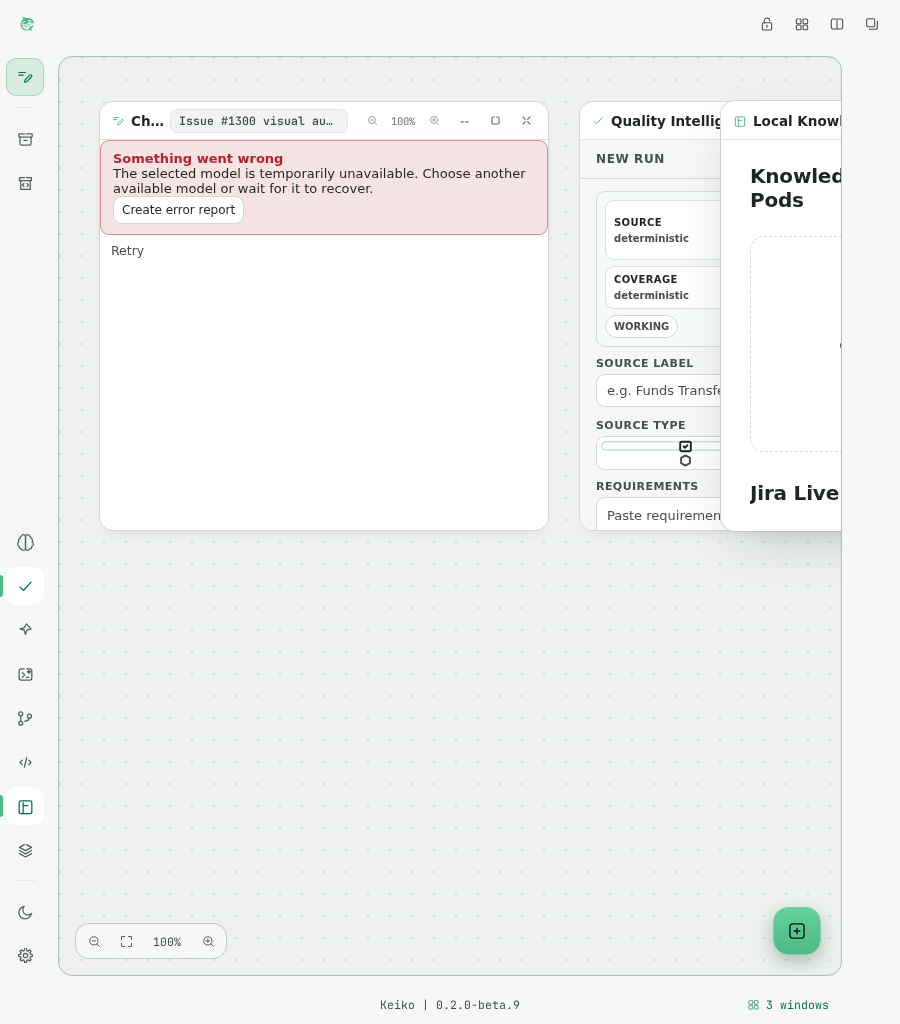 Ch...
Issue #1300 visual au...
100%
Something went wrong
The selected model is temporarily unavailable. Choose another
available model or wait for it to recover.
Create error report
Retry
Quality Intellig
NEW RUN
SOURCE
deterministic
COVERAGE
deterministic
WORKING
SOURCE LABEL
e.g. Funds Transfe
SOURCE TYPE
REQUIREMENTS
Paste requiremen
Local Knowl
Knowled
Pods
Jira Live
100%
Keiko | 0.2.0-beta.9
3 windows